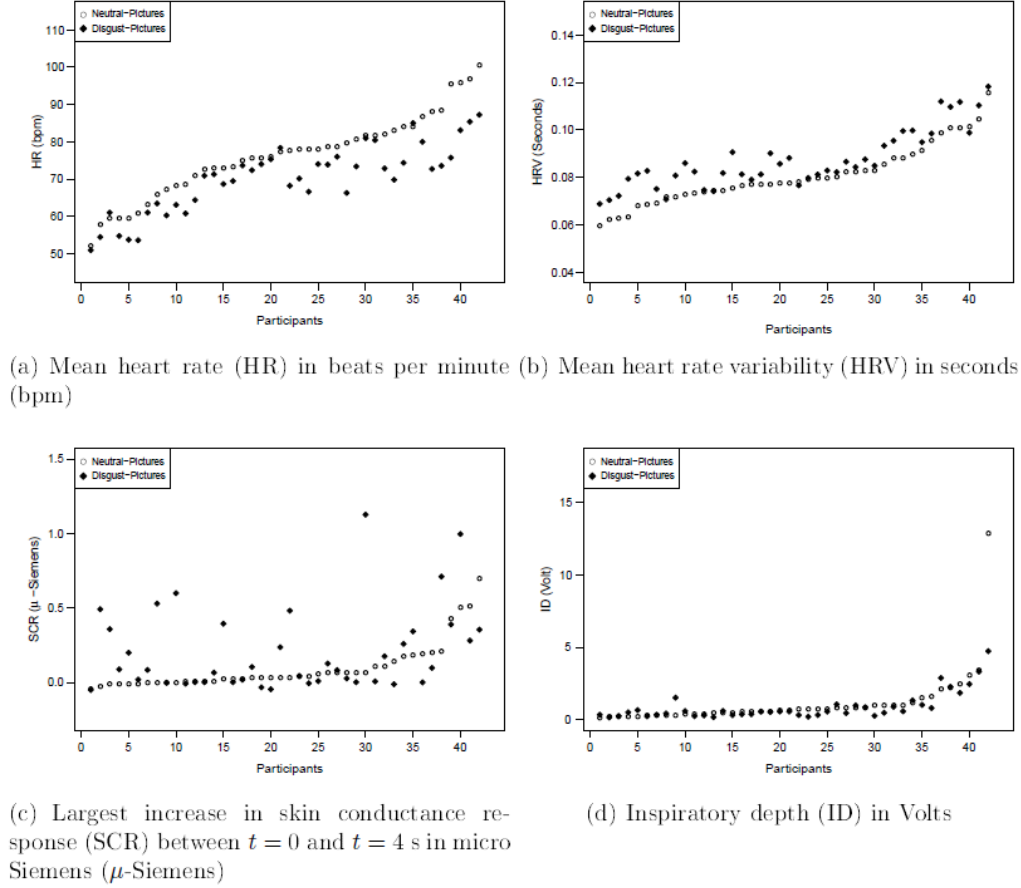 Neutral-Pictures
Disgust-Pictures
110
100
90
80
70
60
50
HR (bpm)
0 5 10 15 20 25 30 35 40
Participants
Neutral-Pictures
Disgust-Pictures
0.14
0.12
0.10
0.08
0.06
0.04
HRV (Seconds)
0 5 10 15 20 25 30 35 40
Participants
(a) Mean heart rate (HR) in beats per minute
(bpm)
(b) Mean heart rate variability (HRV) in seconds
Neutral-Pictures
Disgust-Pictures
1.5
1.0
0.5
0.0
SCR (μ -Siemens)
0 5 10 15 20 25 30 35 40
Participants
Neutral-Pictures
Disgust-Pictures
15
10
5
0
ID (Volt)
0 5 10 15 20 25 30 35 40
Participants
(c) Largest increase in skin conductance re-
sponse (SCR) between t = 0 and t = 4 s in micro
Siemens (μ-Siemens)
(d) Inspiratory depth (ID) in Volts